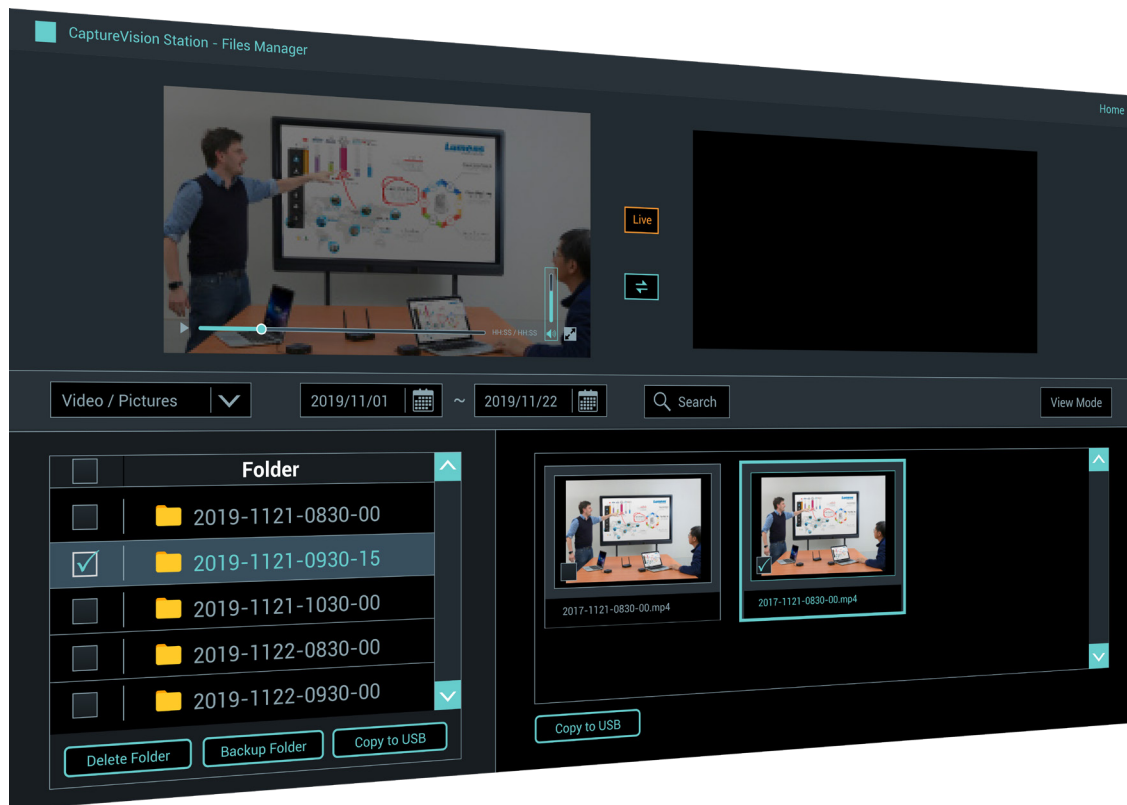 CaptureVision Station - Files Manager
Home
Lumens
Live
HH:SS / HH:SS
Video / Pictures
2019/11/01 ~ 2019/11/22
Search
View Mode
Folder
2019-1121-0830-00
2019-1121-0930-15
2019-1121-1030-00
2019-1122-0830-00
2019-1122-0930-00
Delete Folder
Backup Folder
Copy to USB
2017-1121-0830-00.mp4
2017-1121-0830-00.mp4
Copy to USB